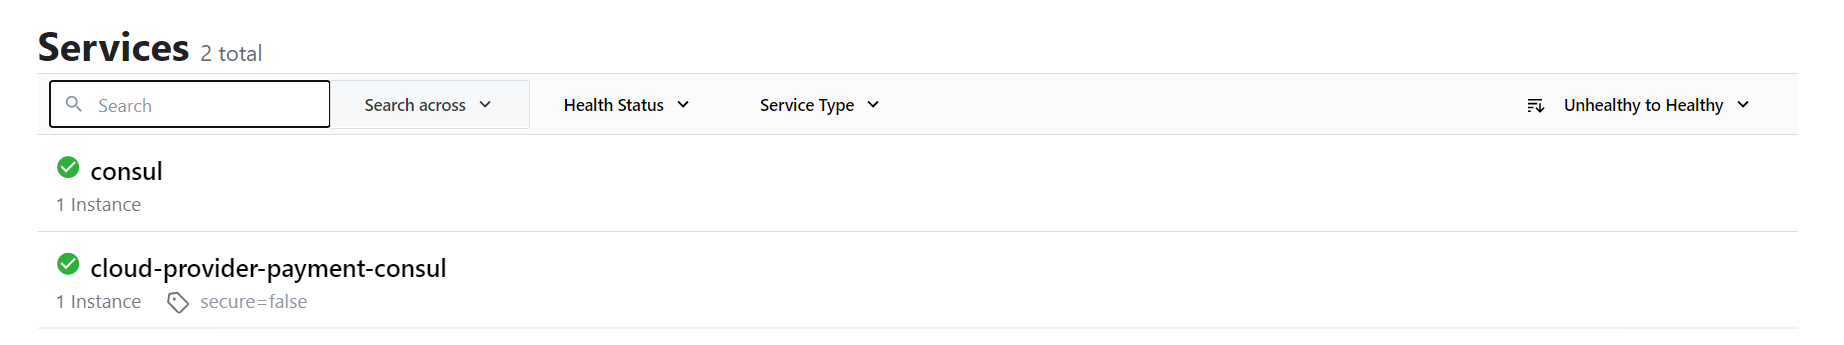 Services 2 total
Search Search across Health Status Service Type Unhealthy to Healthy
consul
1 Instance
cloud-provider-payment-consul
1 Instance secure=false